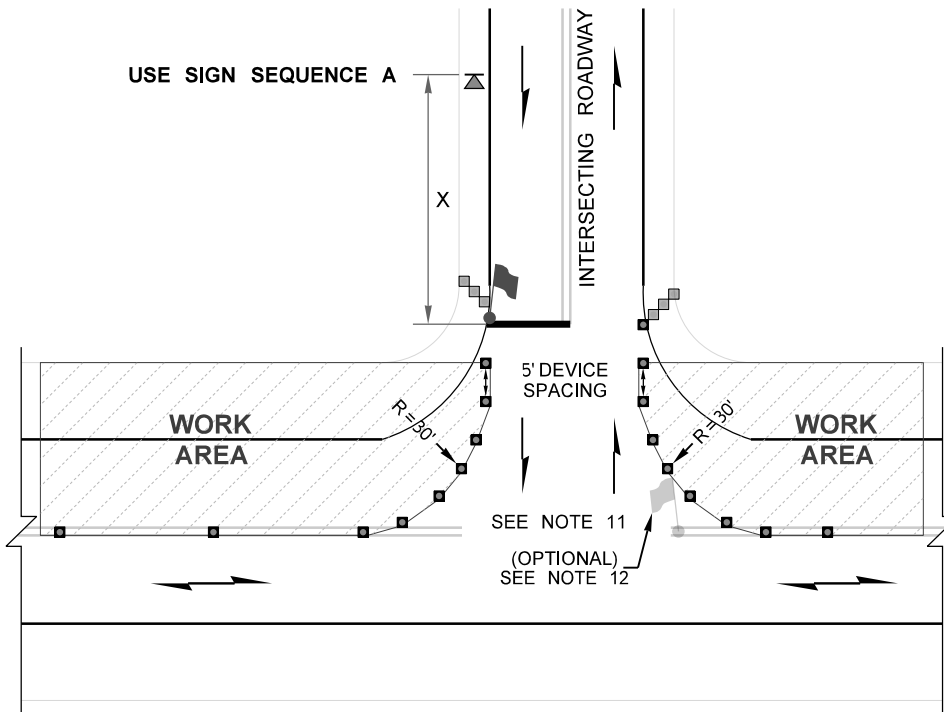 USE SIGN SEQUENCE A
INTERSECTING ROADWAY
X
5' DEVICE
SPACING
R =30'
R =30'
WORK
AREA
WORK
AREA
SEE NOTE 11
(OPTIONAL)
SEE NOTE 12